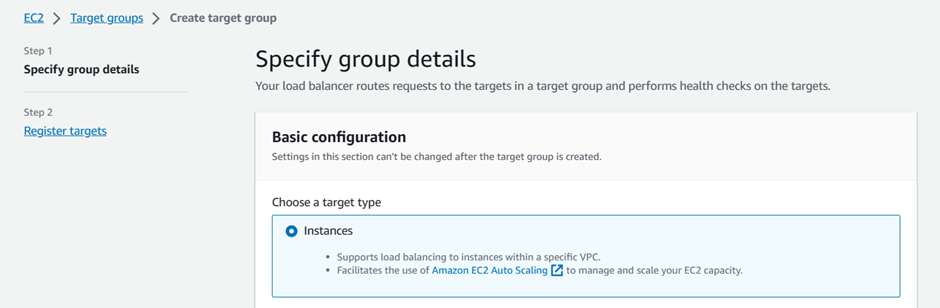 EC2 > Target groups > Create target group
Step 1
Specify group details
Step 2
Register targets
Specify group details
Your load balancer routes requests to the targets in a target group and performs health checks on the targets.
Basic configuration
Settings in this section can't be changed after the target group is created.
Choose a target type
Instances
• Supports load balancing to instances within a specific VPC.
• Facilitates the use of Amazon EC2 Auto Scaling to manage and scale your EC2 capacity.